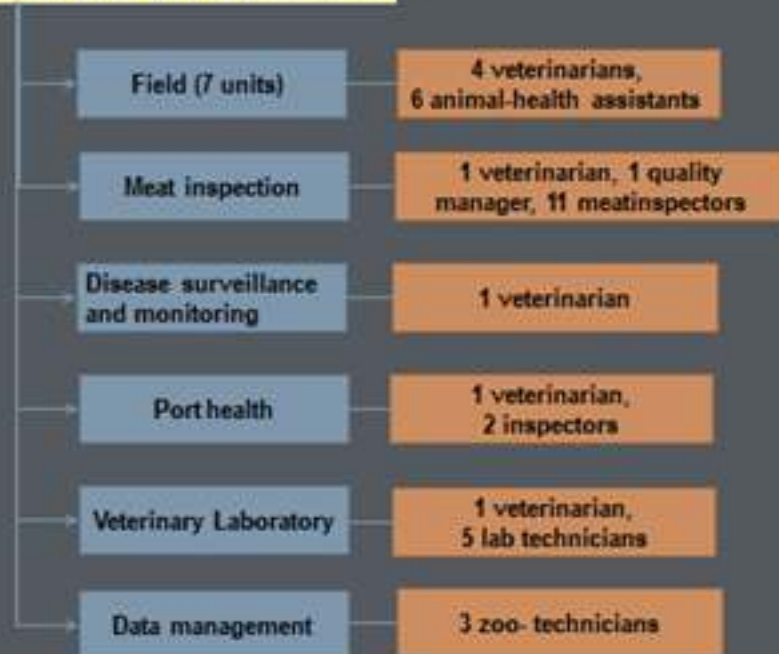 Field (7 units)
4 veterinarians,
6 animal-health assistants
Meat inspection
1 veterinarian, 1 quality
manager, 11 meatinspectors
Disease surveillance
and monitoring
1 veterinarian
Port health
1 veterinarian,
2 inspectors
Veterinary Laboratory
1 veterinarian,
5 lab technicians
Data management
3 zoo- technicians